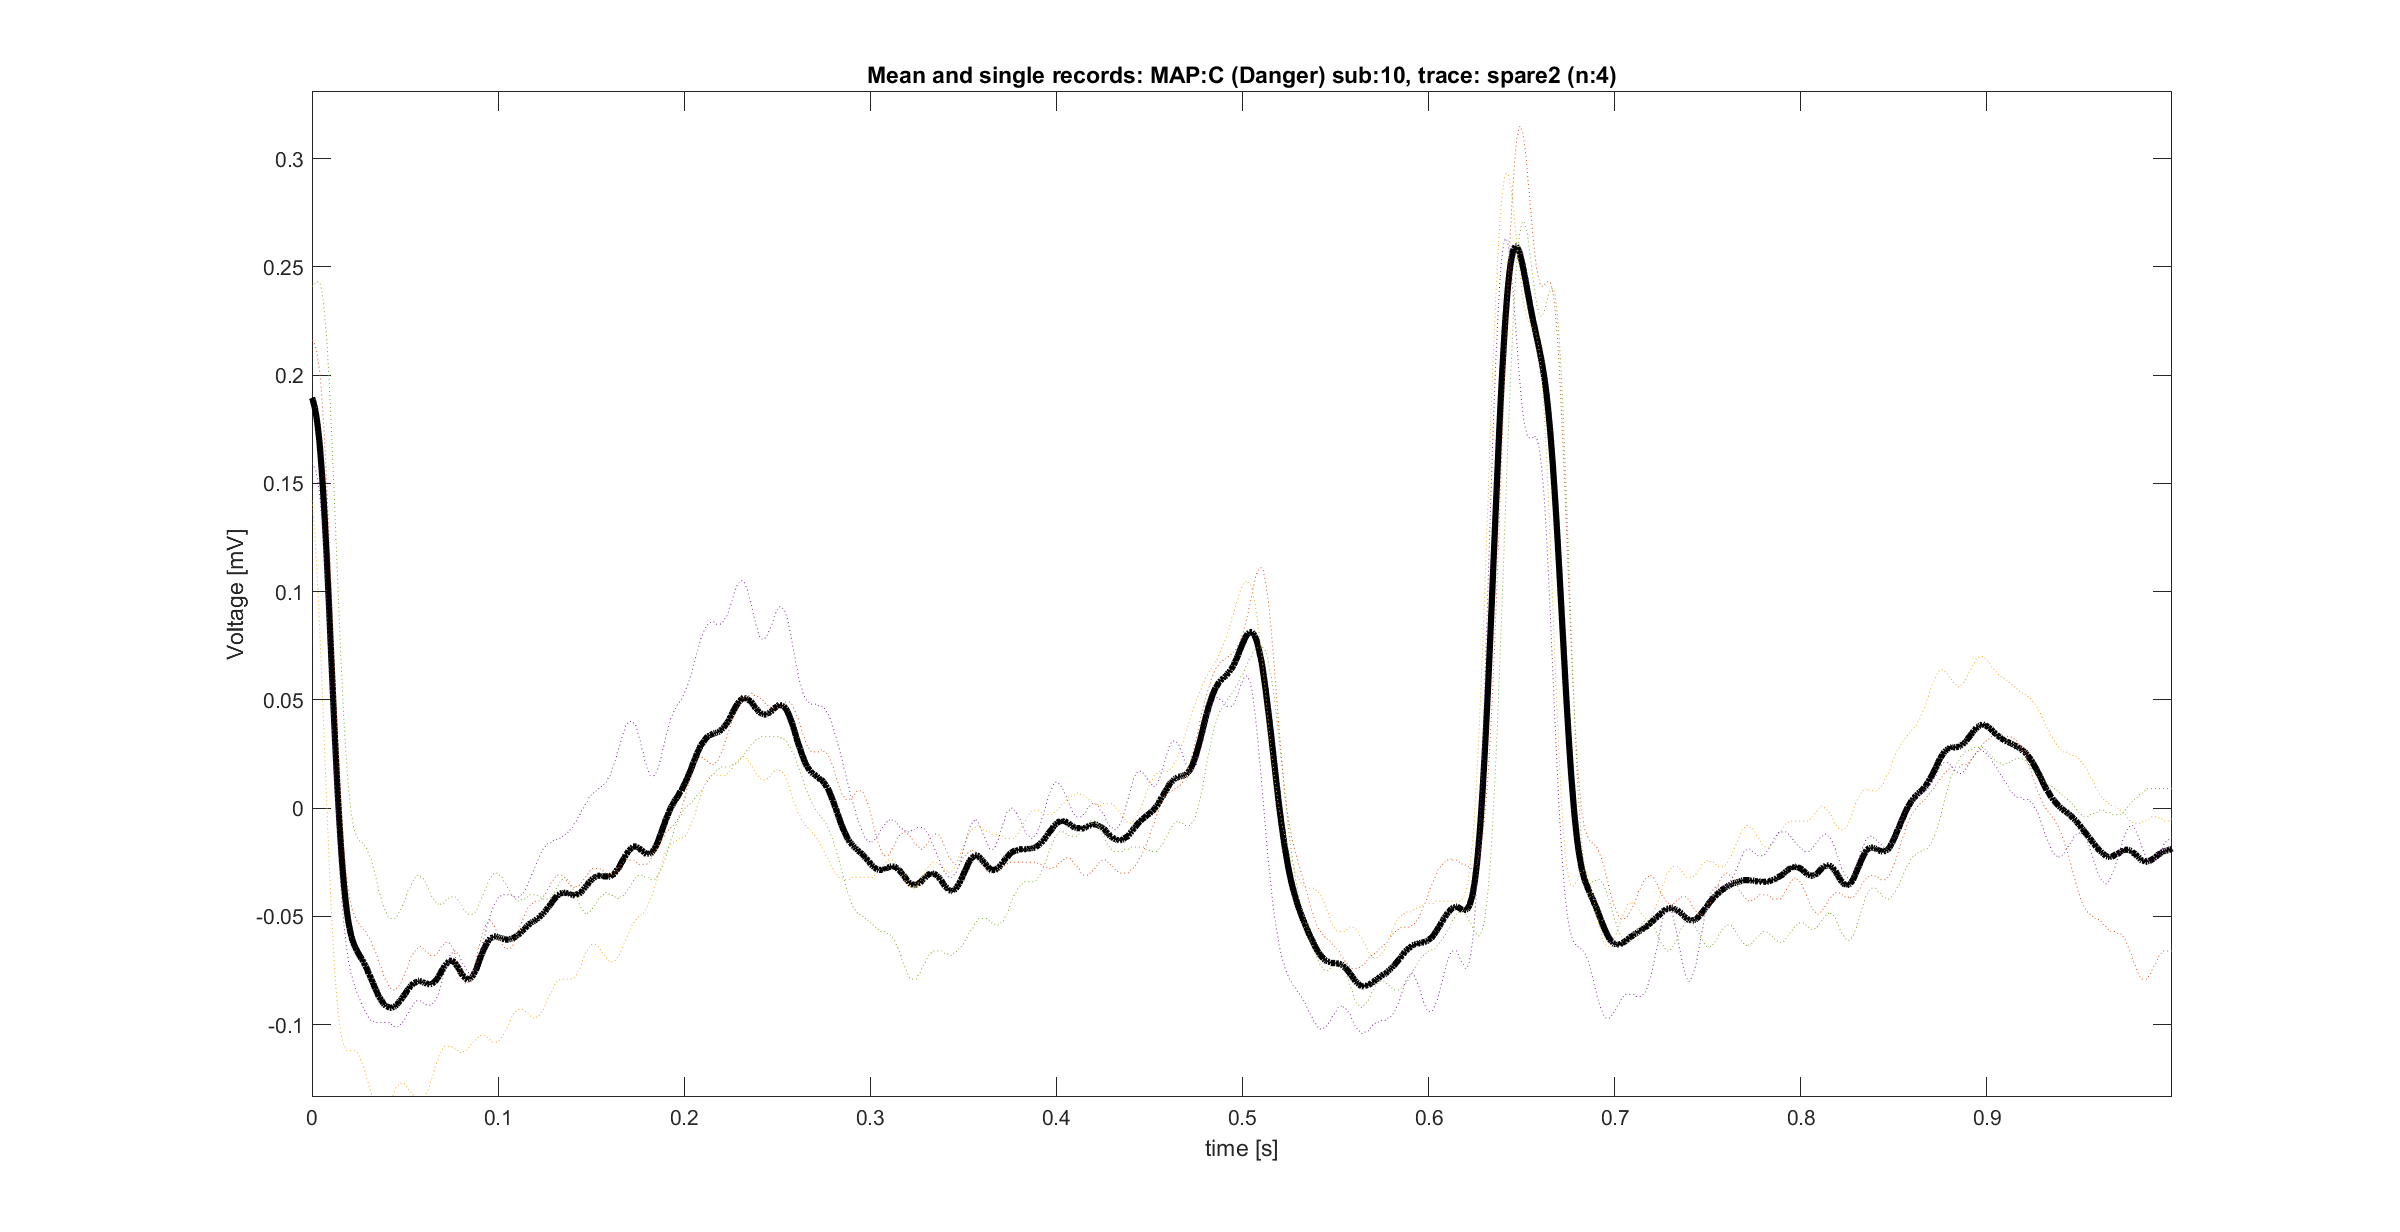 Mean and single records: MAP:C (Danger) sub:10, trace: spare2 (n:4)
0.3
0.25
0.2
0.15
0.1
0.05
0
-0.05
-0.1
Voltage [mV]
0 0.1 0.2 0.3 0.4 0.5 0.6 0.7 0.8 0.9
time [s]